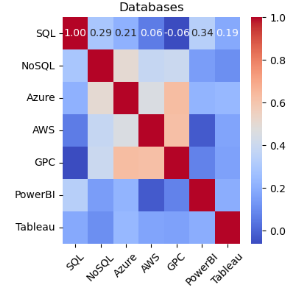 Databases
SQL 1.00 0.29 0.21 0.06 -0.06 0.34 0.19
NoSQL
Azure
AWS
GPC
PowerBI
Tableau
SQL NoSQL Azure AWS GPC PowerBI Tableau
1.0
0.8
0.6
0.4
0.2
0.0